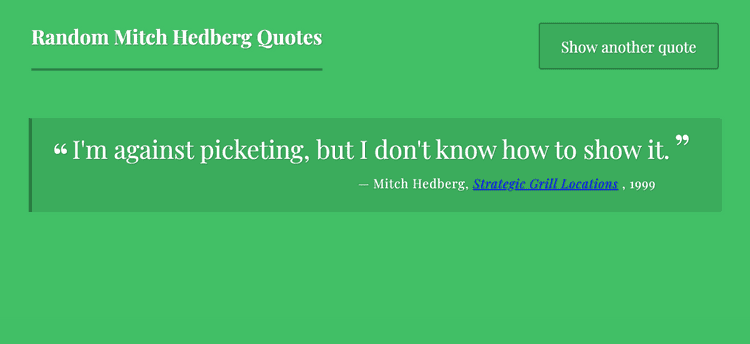 Random Mitch Hedberg Quotes
Show another quote
“ I'm against picketing, but I don't know how to show it. ”
— Mitch Hedberg, Strategic Grill Locations , 1999